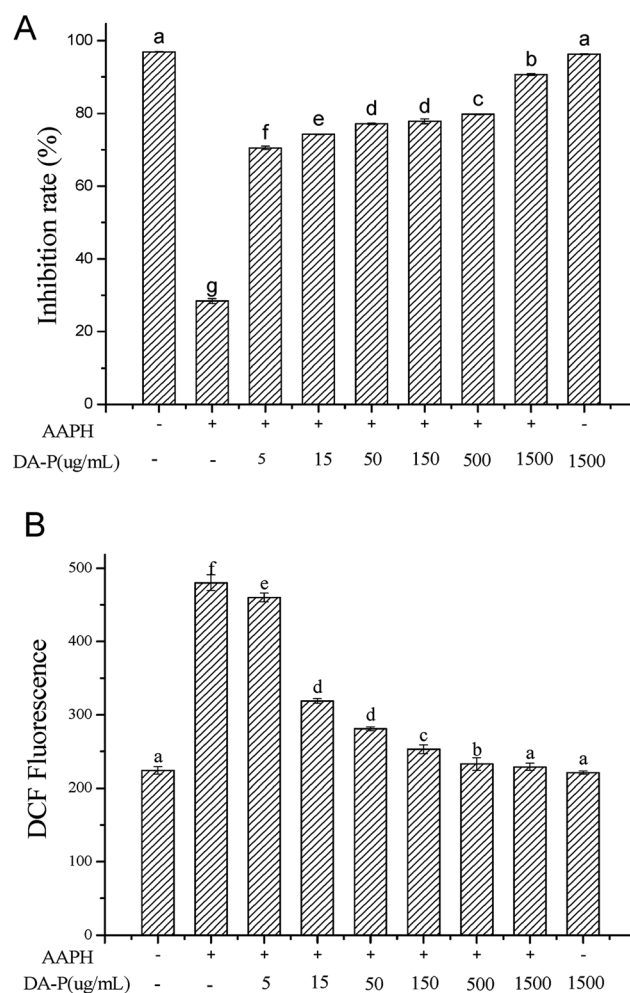 A
Inhibition rate (%)
100
80
60
40
20
0
a
g
f
e
d
d
c
b
a
AAPH - + + + + + + + -
DA-P(ug/mL) - - 5 15 50 150 500 1500 1500
B
DCF Fluorescence
500
400
300
200
100
0
a
f
e
d
d
c
b
a
a
AAPH - + + + + + + + -
DA-P(ug/mL) - - 5 15 50 150 500 1500 1500